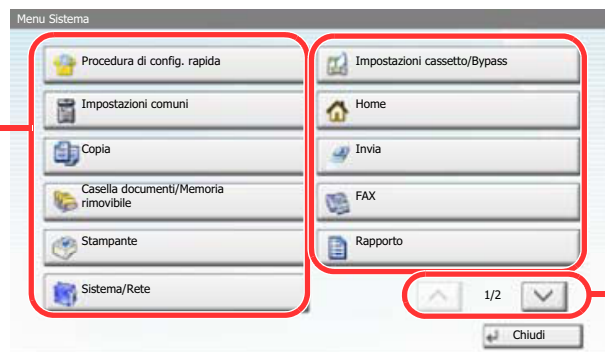 Menu Sistema
Procedura di config. rapida
Impostazioni cassetto/Bypass
Impostazioni comuni
Home
Copia
Invia
Casella documenti/Memoria
rimovibile
FAX
Stampante
Rapporto
Sistema/Rete
1/2
Chiudi